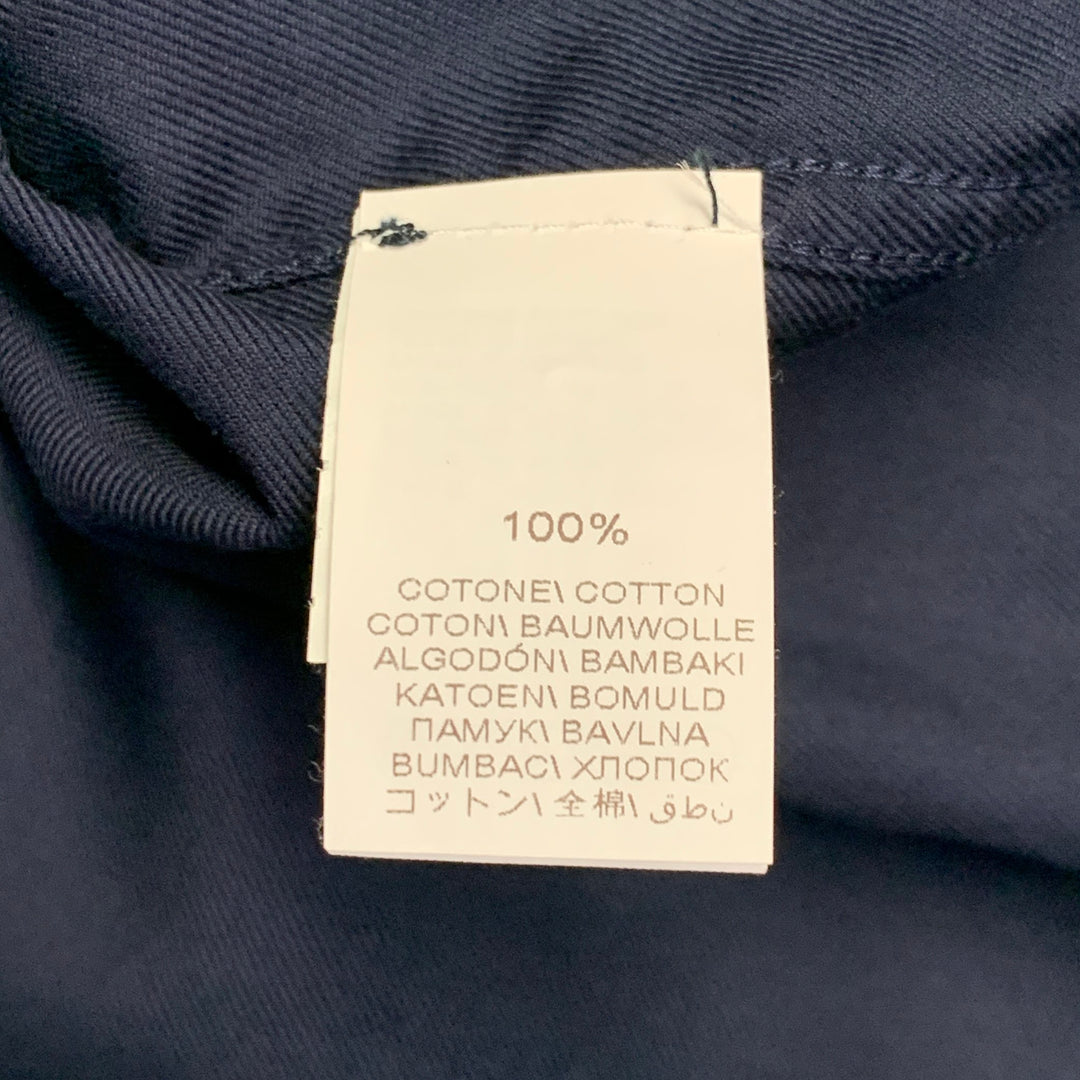 100%
COTONE\ COTTON
COTON\ BAUMWOLLE
ALGODÓN\ BAMBAKI
KATOEN\ BOMULD
ПАМУК\ BAVLNA
BUMBAC\ ХЛОПОК
コットン\ 全棉\ ن ط ق